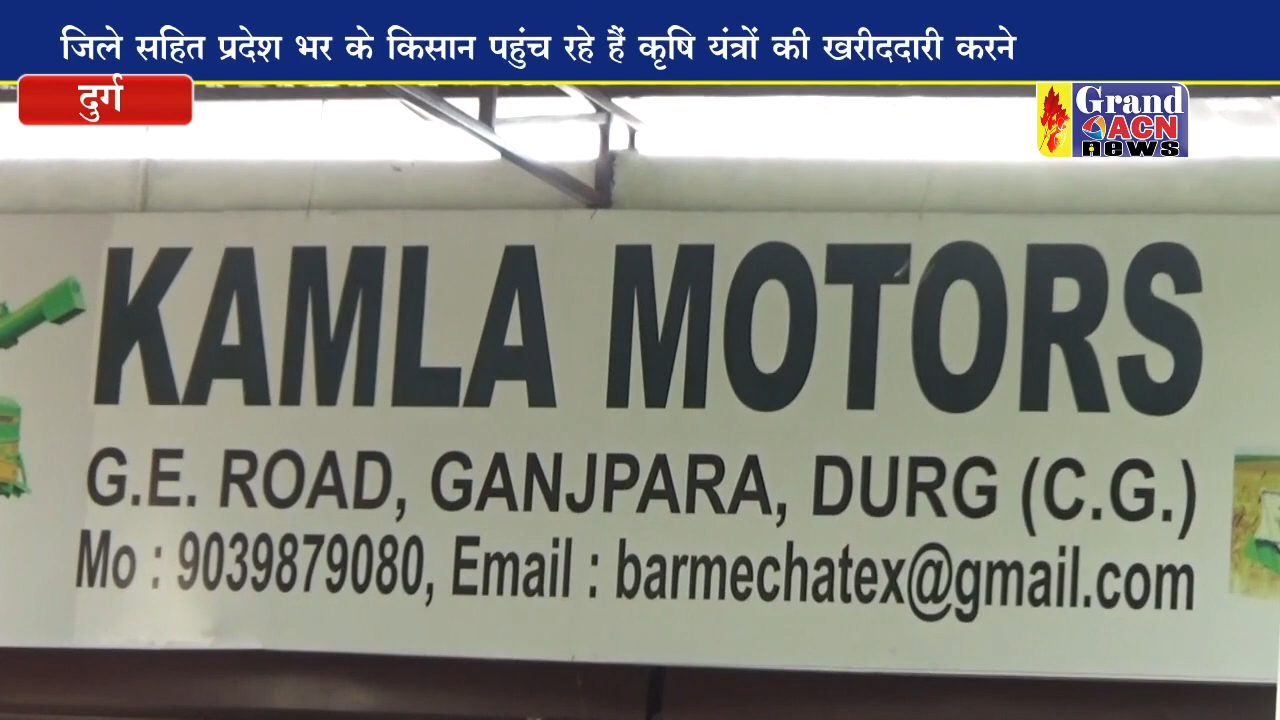 जिले सहित प्रदेश भर के किसान पहुंच रहे हैं कृषि यंत्रों की खरीददारी करने
दुर्ग
Grand
ACN
news
KAMLA MOTORS
G.E. ROAD, GANJPARA, DURG (C.G.)
Mo : 9039879080, Email : barmechatex@gmail.com